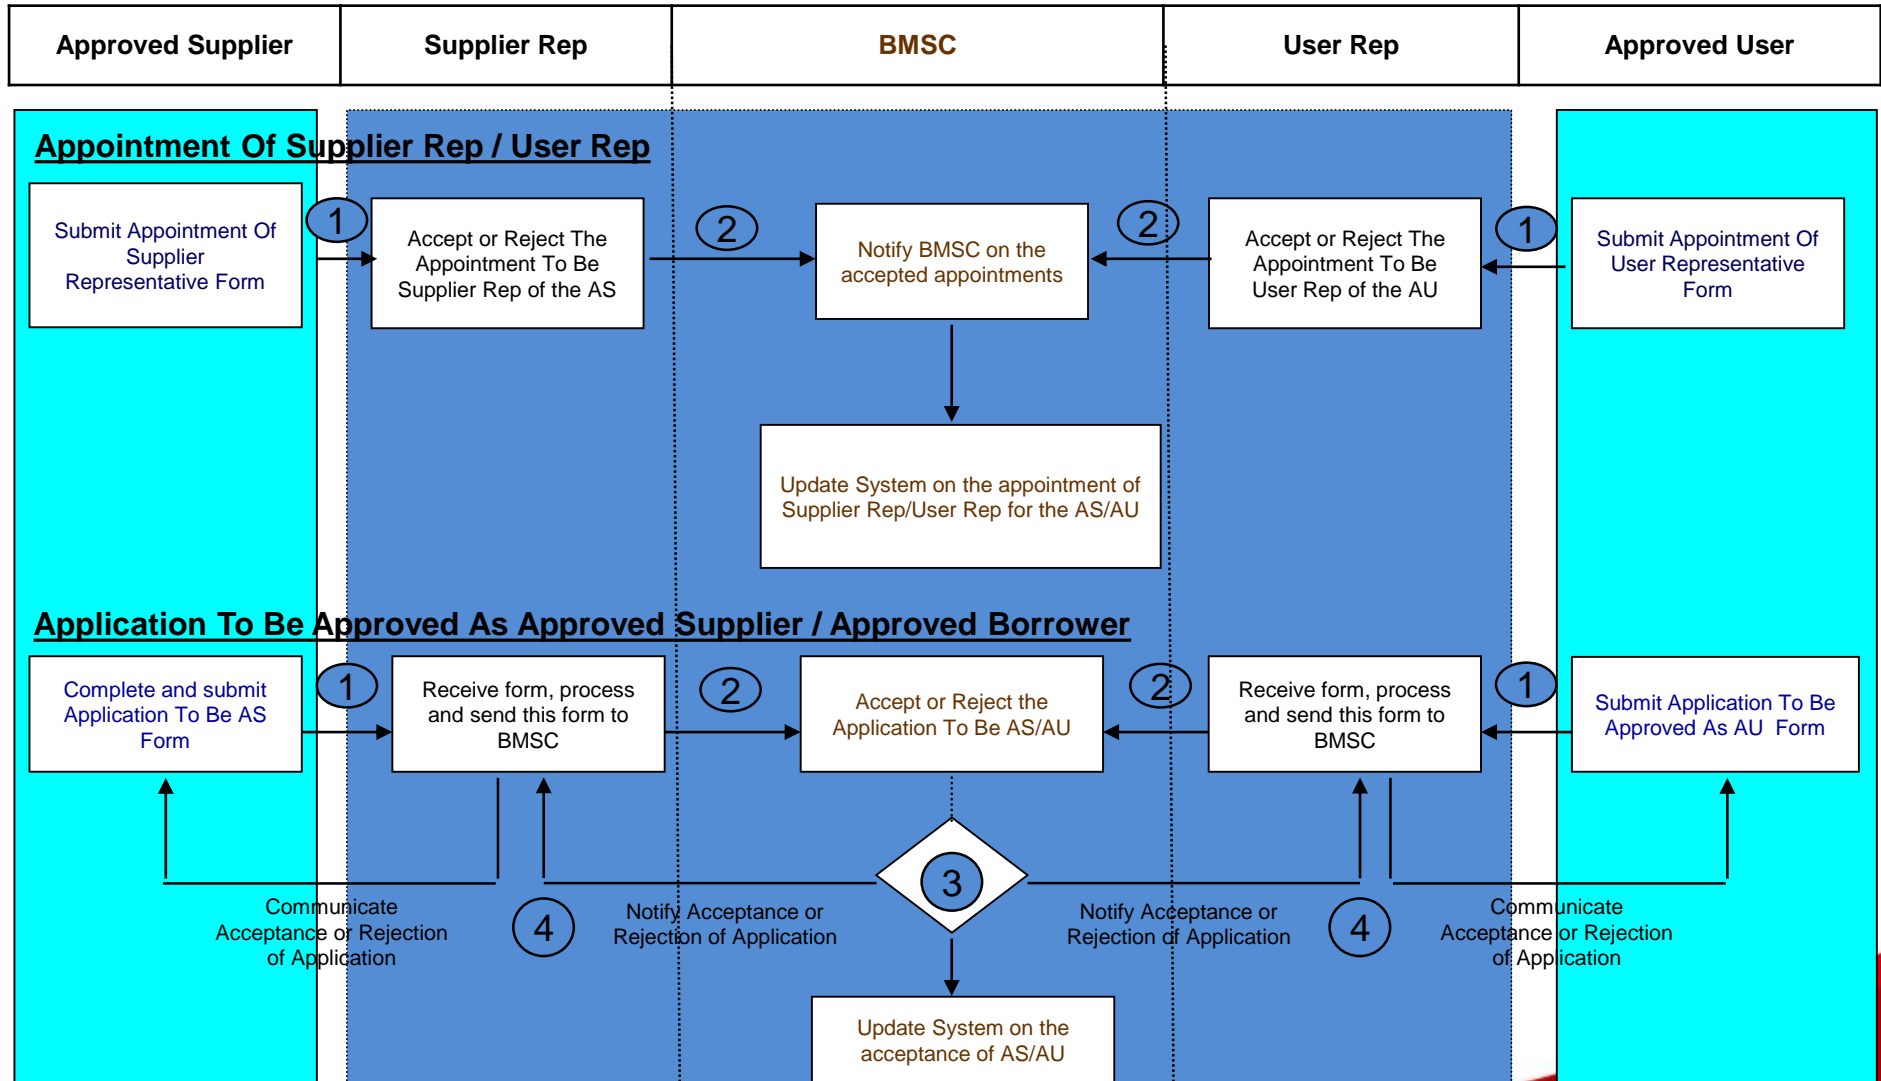 Approved Supplier
Supplier Rep
BMSC
User Rep
Approved User
Appointment Of Supplier Rep / User Rep
Submit Appointment Of
Supplier
Representative Form
1
Accept or Reject The
Appointment To Be
Supplier Rep of the AS
2
Notify BMSC on the
accepted appointments
2
Accept or Reject The
Appointment To Be
User Rep of the AU
1
Submit Appointment Of
User Representative
Form
Update System on the appointment of
Supplier Rep/User Rep for the AS/AU
Application To Be Approved As Approved Supplier / Approved Borrower
Complete and submit
Application To Be AS
Form
1
Receive form, process
and send this form to
BMSC
2
Accept or Reject the
Application To Be AS/AU
2
Receive form, process
and send this form to
BMSC
1
Submit Application To Be
Approved As AU Form
Communicate
Acceptance or Rejection
of Application
4
Notify Acceptance or
Rejection of Application
3
Notify Acceptance or
Rejection of Application
4
Communicate
Acceptance or Rejection
of Application
Update System on the
acceptance of AS/AU